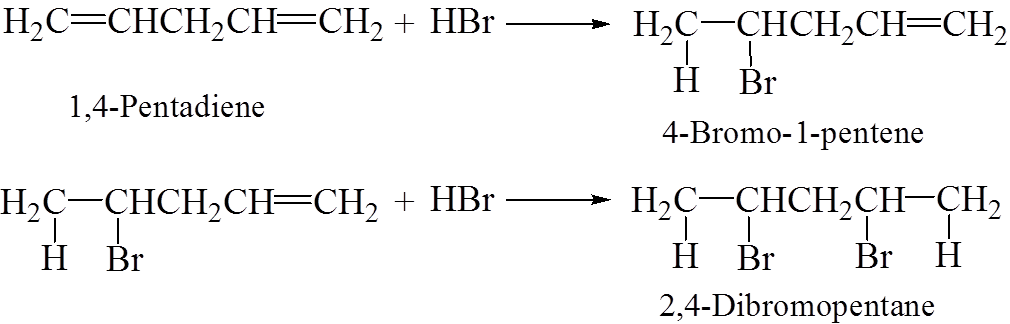 H₂C=CHCH₂CH=CH₂ + HBr ⟶ H₂C—CHCH₂CH=CH₂
H Br
1,4-Pentadiene
4-Bromo-1-pentene
H₂C—CHCH₂CH=CH₂ + HBr ⟶ H₂C—CHCH₂CH—CH₂
H Br H Br Br H
2,4-Dibromopentane